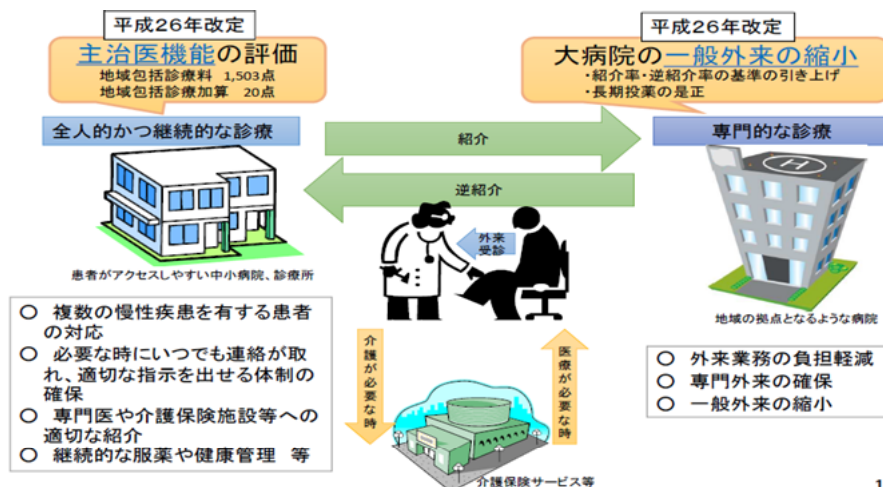 平成26年改定
主治医機能の評価
地域包括診療料 1,503点
地域包括診療加算 20点
平成26年改定
大病院の一般外来の縮小
・紹介率・逆紹介率の基準の引き上げ
・長期投薬の是正
全人的かつ継続的な診療
紹介
逆紹介
専門的な診療
H
外来
受診
患者がアクセスしやすい中小病院、診療所
地域の拠点となるような病院
○ 複数の慢性疾患を有する患者
の対応
○ 必要な時にいつでも連絡が取
れ、適切な指示を出せる体制の
確保
○ 専門医や介護保険施設等への
適切な紹介
○ 継続的な服薬や健康管理 等
介護が必要な時
医療が必要な時
介護保険サービス等
○ 外来業務の負担軽減
○ 専門外来の確保
○ 一般外来の縮小
1